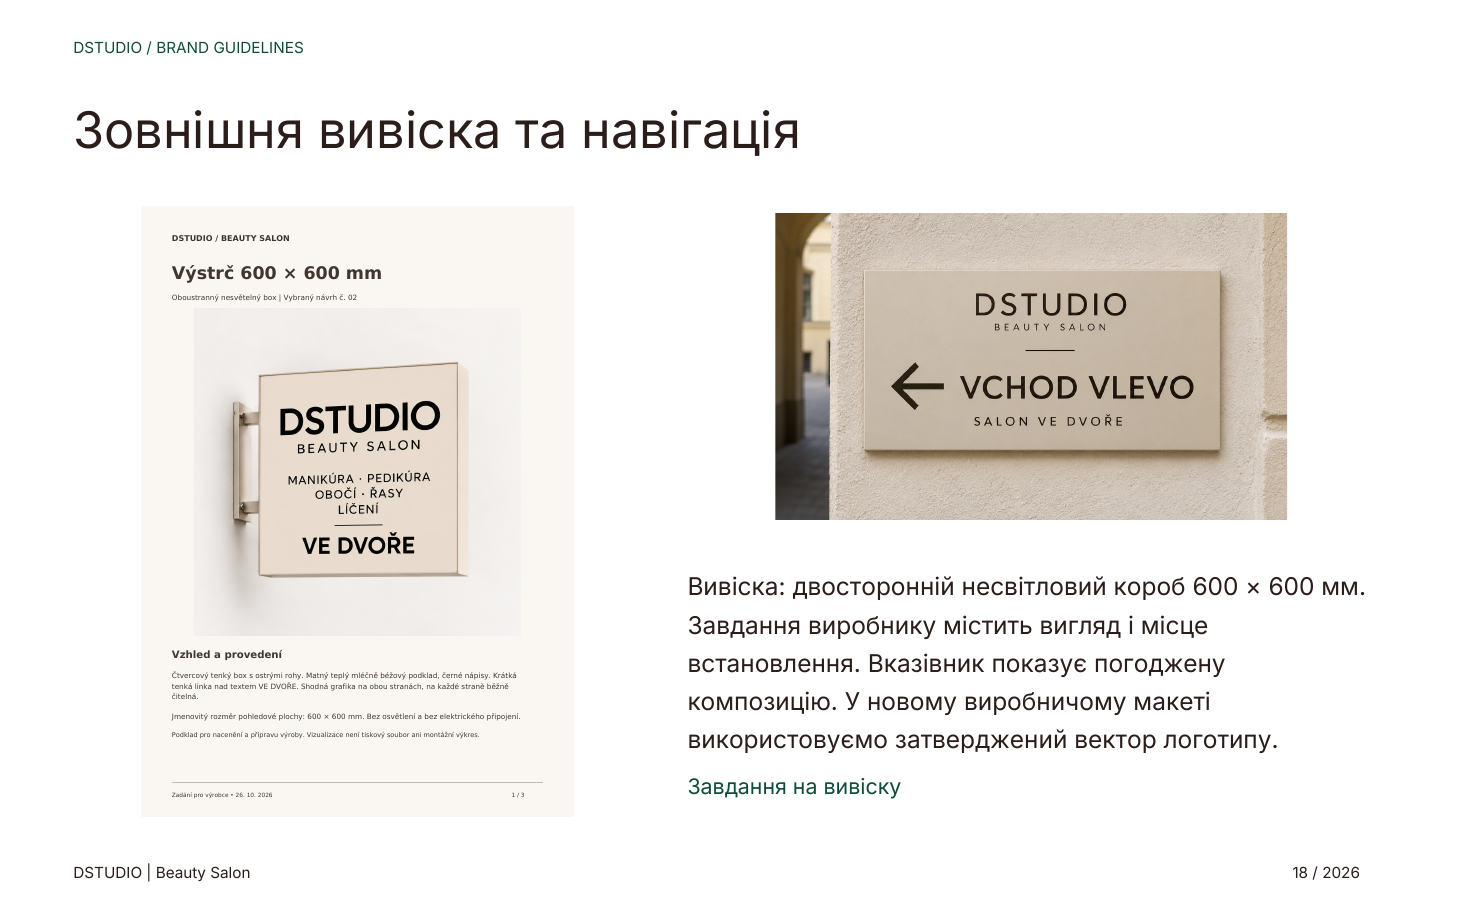 DSTUDIO / BRAND GUIDELINES
Зовнішня вивіска та навігація
DSTUDIO / BEAUTY SALON
Výstrč 600 × 600 mm
Oboustranný nesvětelný box | Vybraný návrh č. 02
DSTUDIO
BEAUTY SALON
MANIKÚRA · PEDIKÚRA
OBOČÍ · ŘASY
LÍČENÍ
VE DVOŘE
Vzhled a provedení
Čtvercový tenký box s ostrými rohy. Matný teplý mléčně béžový podklad, černé nápisy. Krátká
tenká linka nad textem VE DVOŘE. Shodná grafika na obou stranách, na každé straně běžně
čitelná.
Jmenovitý rozměr pohledové plochy: 600 × 600 mm. Bez osvětlení a bez elektrického připojení.
Podklad pro nacenění a přípravu výroby. Vizualizace není tiskový soubor ani montážní výkres.
Zadání pro výrobce • 26. 10. 2026
1 / 3
DSTUDIO
BEAUTY SALON
← VCHOD VLEVO
SALON VE DVOŘE
Вивіска: двосторонній несвітловий короб 600 × 600 мм.
Завдання виробнику містить вигляд і місце
встановлення. Вказівник показує погоджену
композицію. У новому виробничому макеті
використовуємо затверджений вектор логотипу.
Завдання на вивіску
DSTUDIO | Beauty Salon
18 / 2026